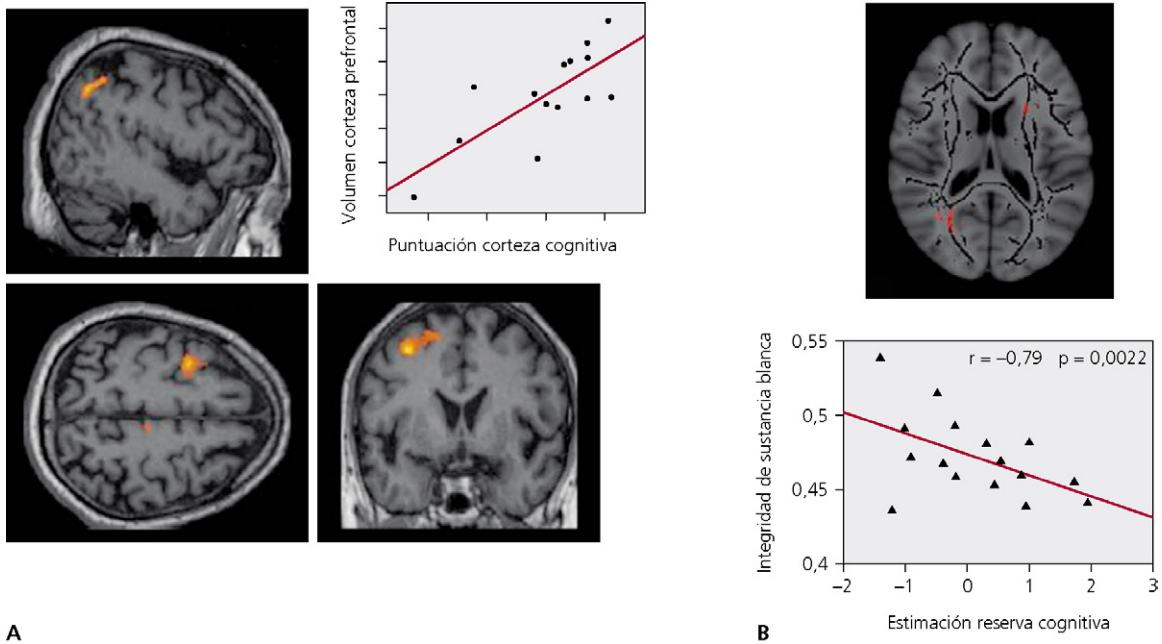 Volumen corteza prefrontal
Puntuación corteza cognitiva
A
r = –0,79 p = 0,0022
Integridad de sustancia blanca
0,55
0,5
0,45
0,4
–2 –1 0 1 2 3
Estimación reserva cognitiva
B